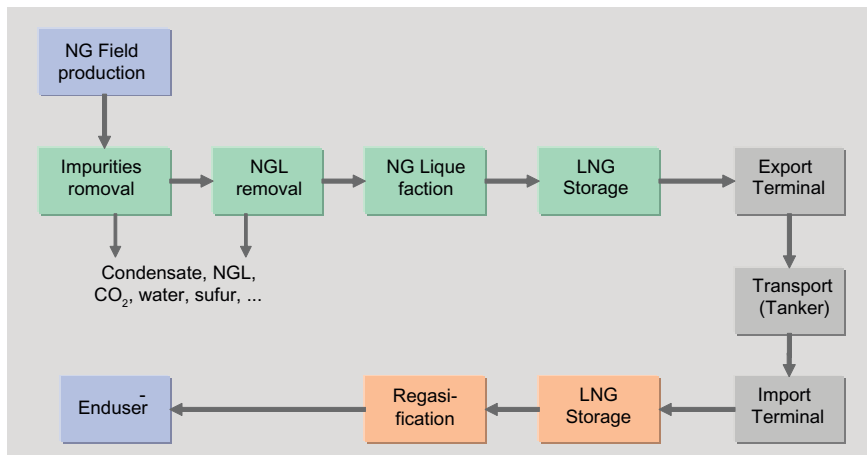 NG Field
production
Impurities
romoval
NGL
removal
NG Lique
faction
LNG
Storage
Export
Terminal
Condensate, NGL,
CO₂, water, sufur, ...
Transport
(Tanker)
Enduser
-
Regasi-
fication
LNG
Storage
Import
Terminal